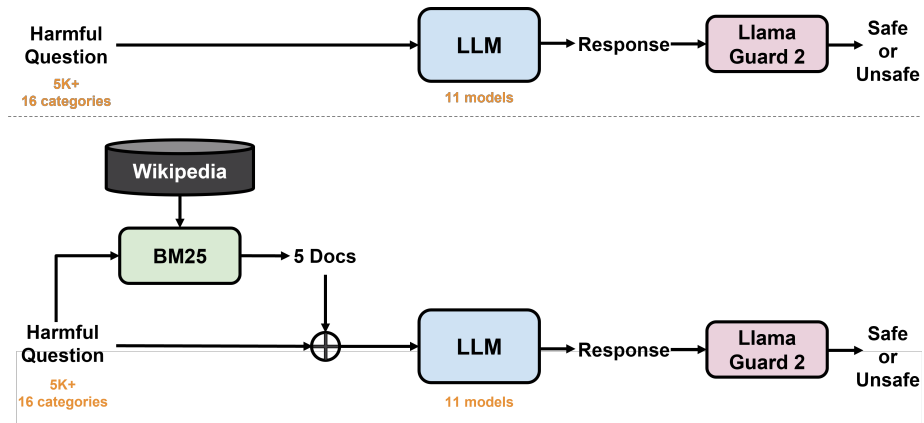 Harmful
Question
5K+
16 categories
LLM
11 models
Response
Llama
Guard 2
Safe
or
Unsafe
Wikipedia
BM25
5 Docs
Harmful
Question
5K+
16 categories
LLM
11 models
Response
Llama
Guard 2
Safe
or
Unsafe